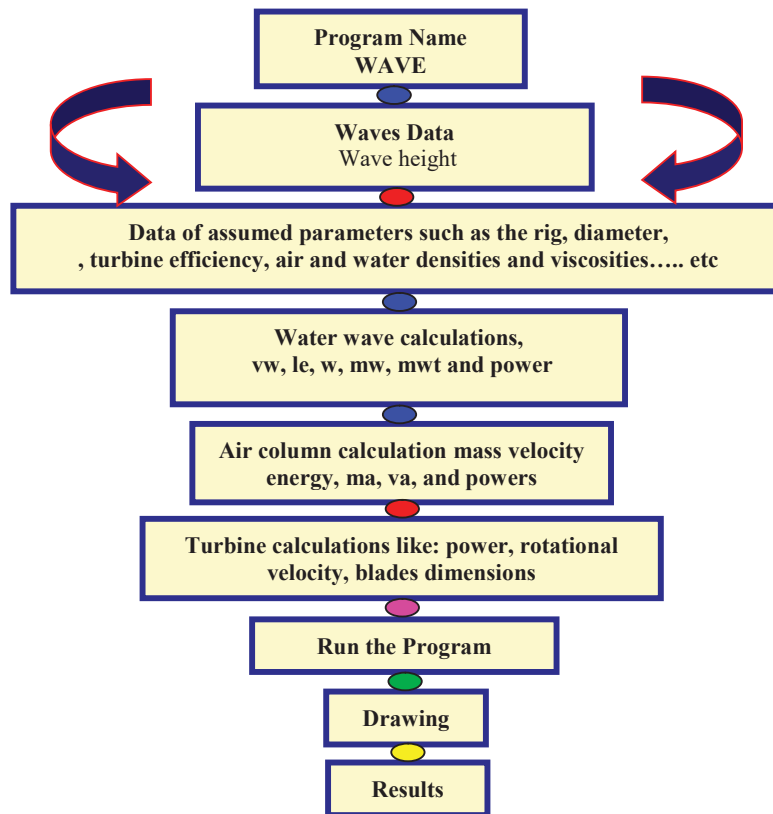 Program Name
WAVE
Waves Data
Wave height
Data of assumed parameters such as the rig, diameter,
, turbine efficiency, air and water densities and viscosities….. etc
Water wave calculations,
vw, le, w, mw, mwt and power
Air column calculation mass velocity
energy, ma, va, and powers
Turbine calculations like: power, rotational
velocity, blades dimensions
Run the Program
Drawing
Results